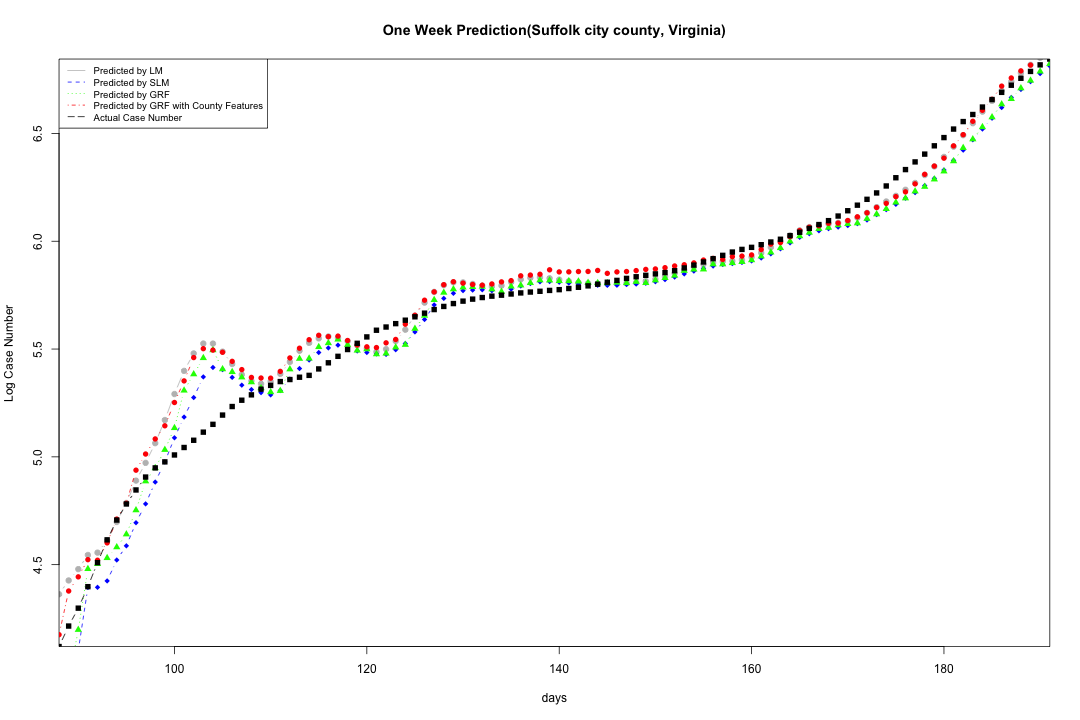 One Week Prediction(Suffolk city county, Virginia)
Predicted by LM
Predicted by SLM
Predicted by GRF
Predicted by GRF with County Features
Actual Case Number
6.5
6.0
5.5
5.0
4.5
Log Case Number
100
120
140
160
180
days